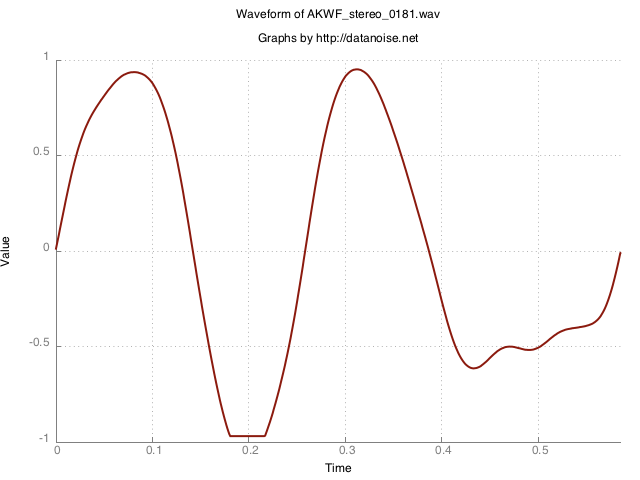 Waveform of AKWF_stereo_0181.wav
Graphs by http://datanoise.net
1
0.5
0
-0.5
-1
Value
0 0.1 0.2 0.3 0.4 0.5
Time